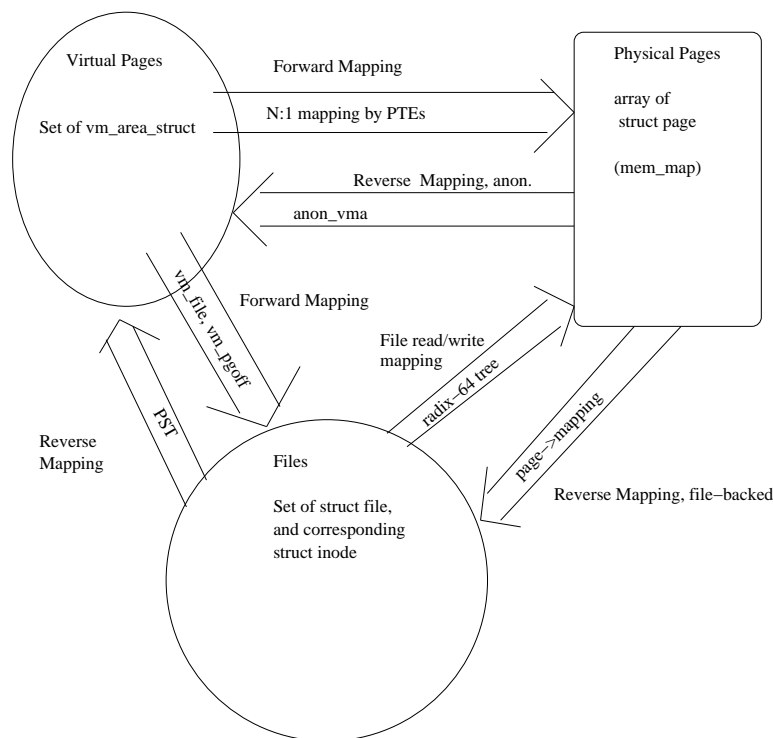 Virtual Pages
Set of vm_area_struct
Forward Mapping
N:1 mapping by PTEs
Physical Pages
array of
struct page
(mem_map)
Reverse Mapping, anon.
anon_vma
vm_file, vm_pgoff
Forward Mapping
File read/write
mapping
radix−64 tree
page−>mapping
Reverse Mapping, file−backed
PST
Reverse
Mapping
Files
Set of struct file,
and corresponding
struct inode